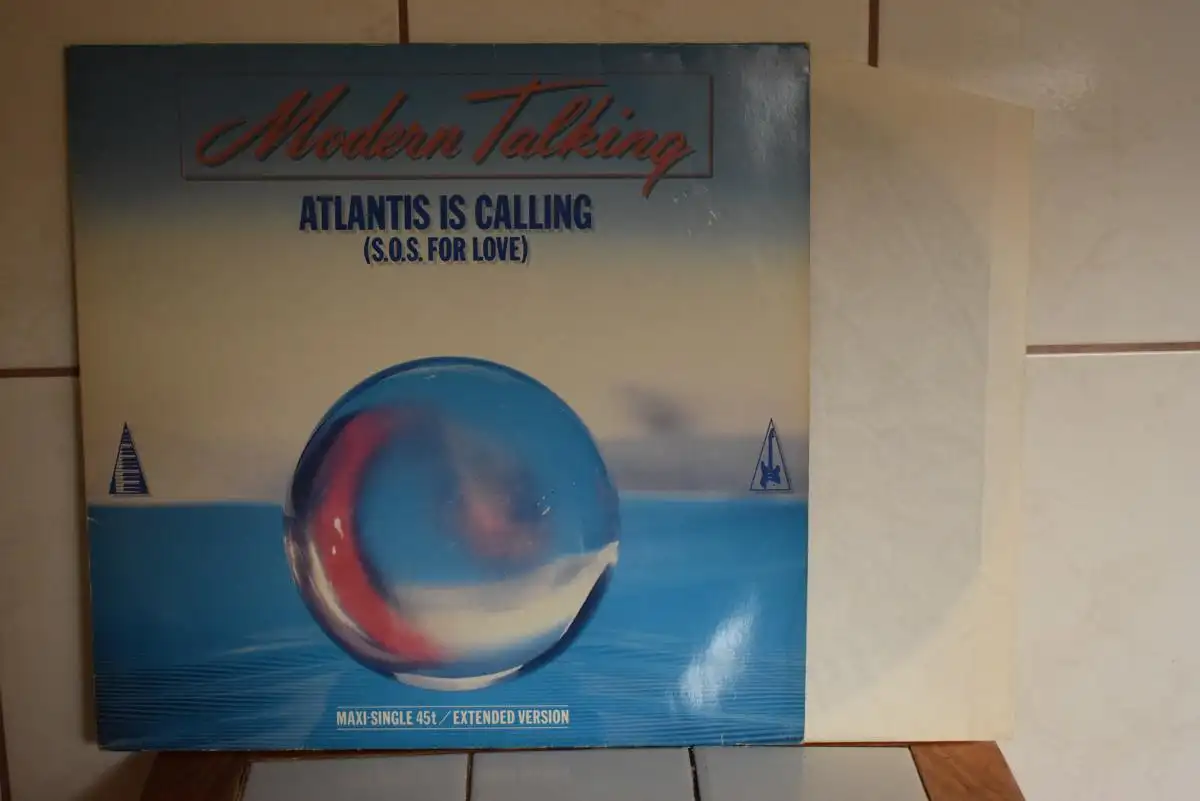 Modern Talking
ATLANTIS IS CALLING
(S.O.S. FOR LOVE)
MAXI-SINGLE 45t / EXTENDED VERSION